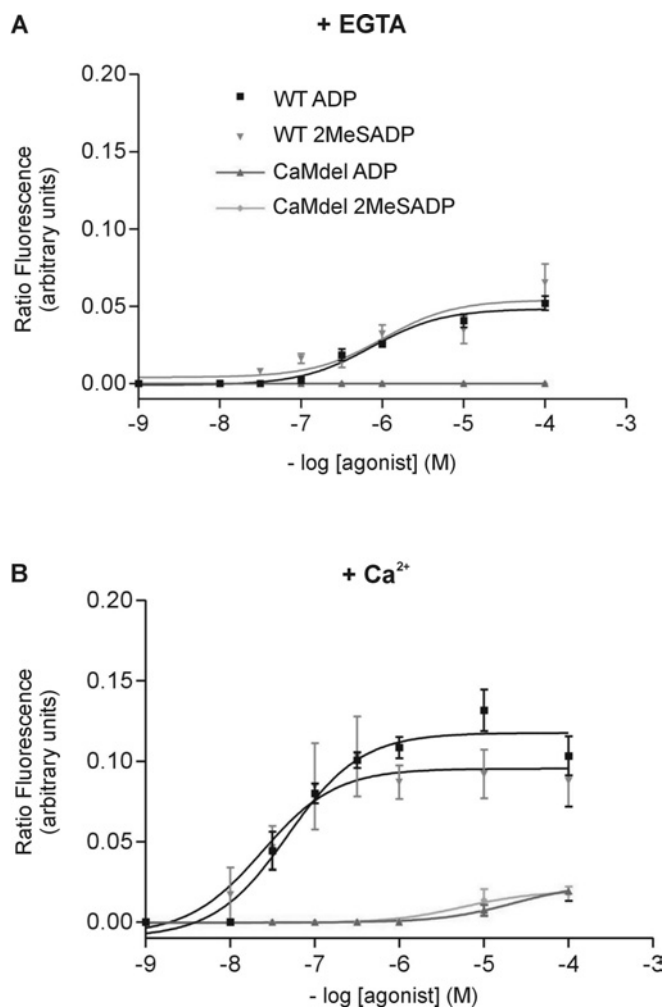 A
+ EGTA
Ratio Fluorescence
(arbitrary units)
0.20
0.15
0.10
0.05
0.00
WT ADP
WT 2MeSADP
CaMdel ADP
CaMdel 2MeSADP
-9 -8 -7 -6 -5 -4 -3
- log [agonist] (M)
B
+ Ca²⁺
Ratio Fluorescence
(arbitrary units)
0.20
0.15
0.10
0.05
0.00
-9 -8 -7 -6 -5 -4 -3
- log [agonist] (M)